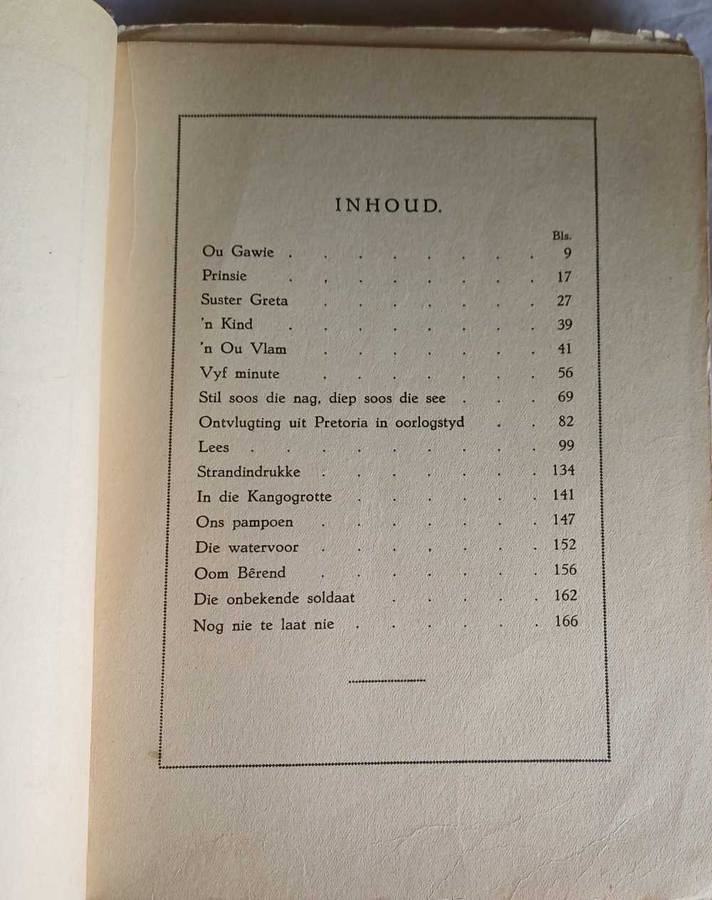 INHOUD.
Bls.
Ou Gawie . . . . . . . . 9
Prinsie . . . . . . . 17
Suster Greta . . . . . . . 27
'n Kind . . . . . . . . 39
'n Ou Vlam . . . . . . . 41
Vyf minute . . . . . . . 56
Stil soos die nag, diep soos die see . . . 69
Ontvlugting uit Pretoria in oorlogstyd . . 82
Lees . . . . . . . . . 99
Strandindrukke . . . . . . . 134
In die Kangogrotte . . . . . . 141
Ons pampoen . . . . . . . 147
Die watervoor . . . . . . . 152
Oom Bêrend . . . . . . . 156
Die onbekende soldaat . . . . . 162
Nog nie te laat nie . . . . . . 166